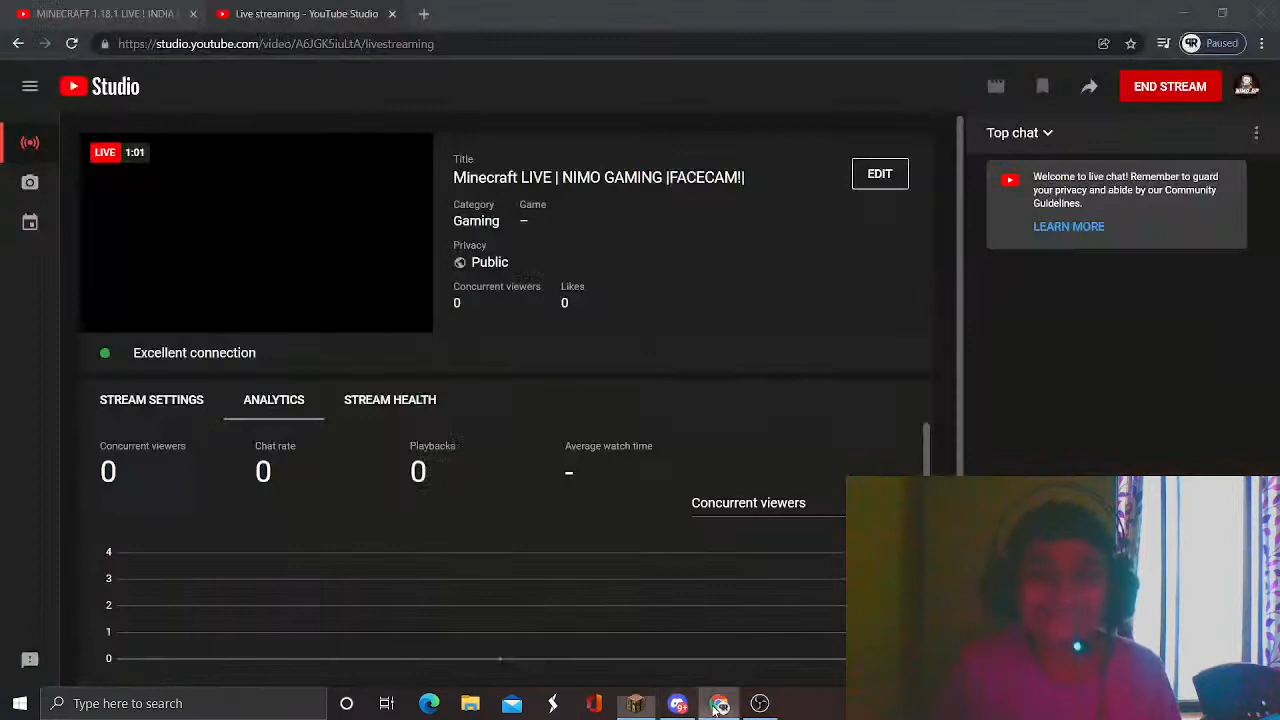 MINECRAFT 1.18.1 LIVE ! INDIA
Live streaming - YouTube Studio
https://studio.youtube.com/video/A6JGK5iuLtA/livestreaming
PR
Paused
Studio
END STREAM
LIVE 1:01
Title
Minecraft LIVE | NIMO GAMING |FACECAM!|
EDIT
Category
Game
Gaming
–
Privacy
Public
Concurrent viewers
Likes
0
0
Excellent connection
Top chat
Welcome to live chat! Remember to guard
your privacy and abide by our Community
Guidelines.
LEARN MORE
STREAM SETTINGS
ANALYTICS
STREAM HEALTH
Concurrent viewers
Chat rate
Playbacks
Average watch time
0
0
0
-
Concurrent viewers
4
3
2
1
0
Type here to search
9+